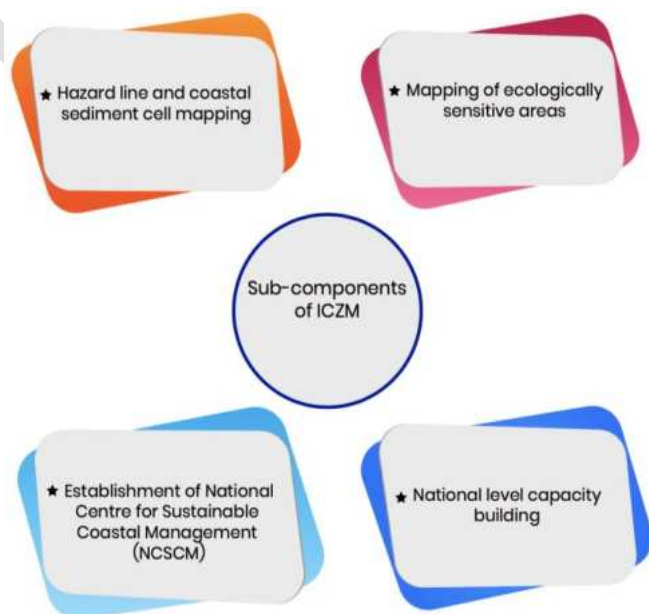 ★ Hazard line and coastal
sediment cell mapping
★ Mapping of ecologically
sensitive areas
Sub-components
of ICZM
★ Establishment of National
Centre for Sustainable
Coastal Management
(NCSCM)
★ National level capacity
building